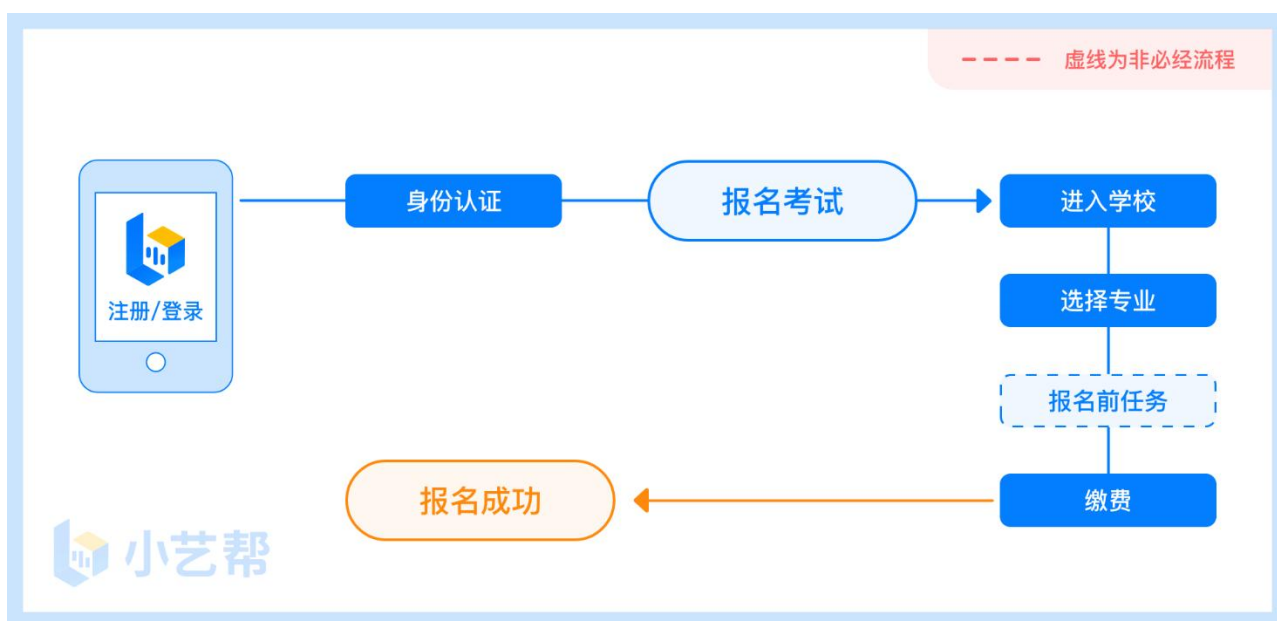 ---- 虚线为非必经流程
注册/登录
身份认证
报名考试
进入学校
选择专业
报名前任务
缴费
报名成功
小艺帮